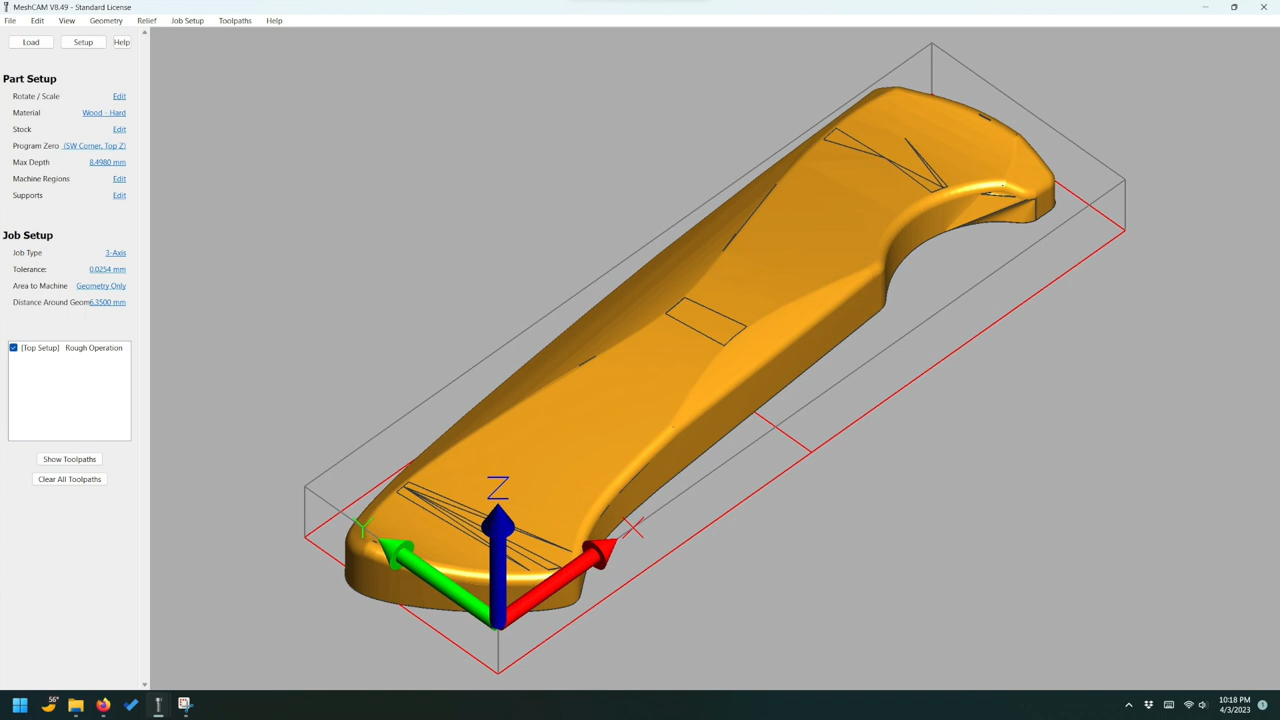 MeshCAM V8.49 - Standard License
File Edit View Geometry Relief Job Setup Toolpaths Help
Load Setup Help
Part Setup
Rotate / Scale Edit
Material Wood - Hard
Stock Edit
Program Zero (SW Corner, Top Z)
Max Depth 8.4980 mm
Machine Regions Edit
Supports Edit
Job Setup
Job Type 3-Axis
Tolerance: 0.0254 mm
Area to Machine Geometry Only
Distance Around Geom 6.3500 mm
[Top Setup] Rough Operation
Show Toolpaths
Clear All Toolpaths
Z
Y
X
56°
10:18 PM
4/3/2023
1